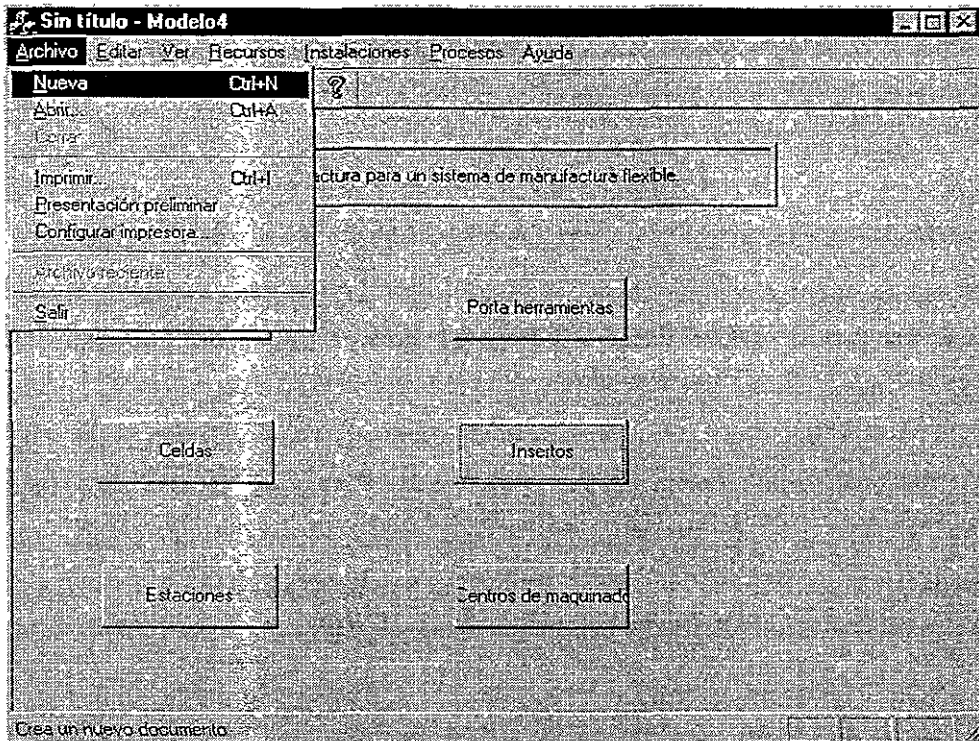 Sin título - Modelo4
Archivo Editar Ver Recursos Instalaciones Procesos Ayuda
Nueva Ctrl+N
Abrir... Ctrl+A
Cerrar
Imprimir... Ctrl+I
Presentación preliminar
Configurar impresora...
Archivo reciente
Salir
ctura para un sistema de manufactura flexible.
Porta herramientas
Celdas
Insertos
Estaciones
Centros de maquinado
Crea un nuevo documento